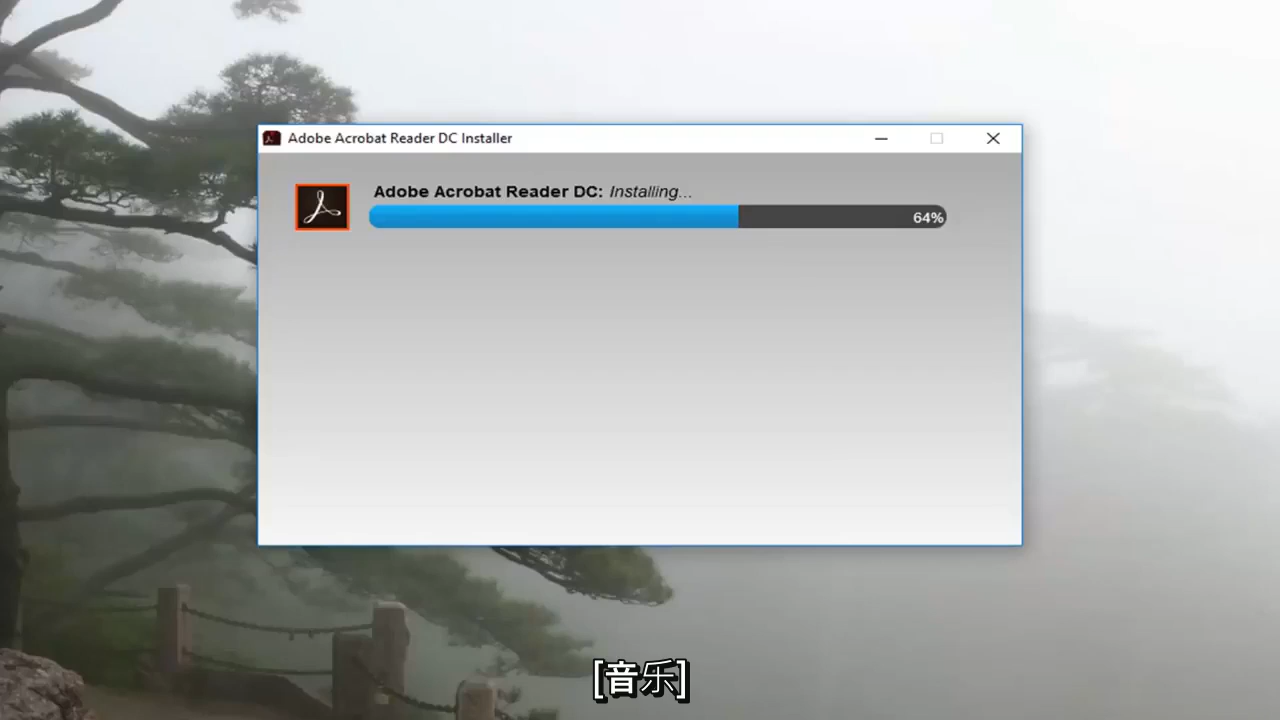 Adobe Acrobat Reader DC Installer
Adobe Acrobat Reader DC: Installing...
64%
[音乐]